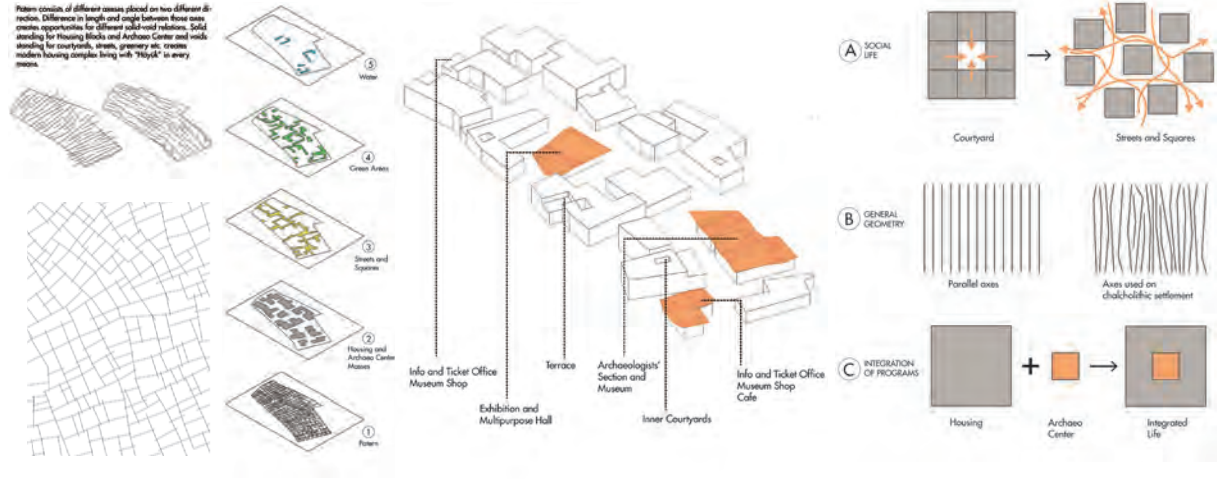 Patern consists of different axeses placed on two different di-
rection. Difference in length and angle between those axes
creates opportunities for different solid-void relations. Solid
standing for Housing Blocks and Archaeo Center and voids
standing for courtyards, streets, greenery etc. creates
modern housing complex living with "Höyük" in every
means.
5
Water
4
Green Areas
3
Streets and
Squares
2
Housing and
Archaeo Center
Masses
1
Patern
Info and Ticket Office
Museum Shop
Exhibition and
Multipurpose Hall
Terrace
Archaeologists'
Section and
Museum
Inner Courtyards
Info and Ticket Office
Museum Shop
Cafe
A SOCIAL
LIFE
Courtyard
Streets and Squares
B GENERAL
GEOMETRY
Parallel axes
Axes used on
chalcholithic settlement
C INTEGRATION
OF PROGRAMS
Housing
Archaeo
Center
Integrated
Life